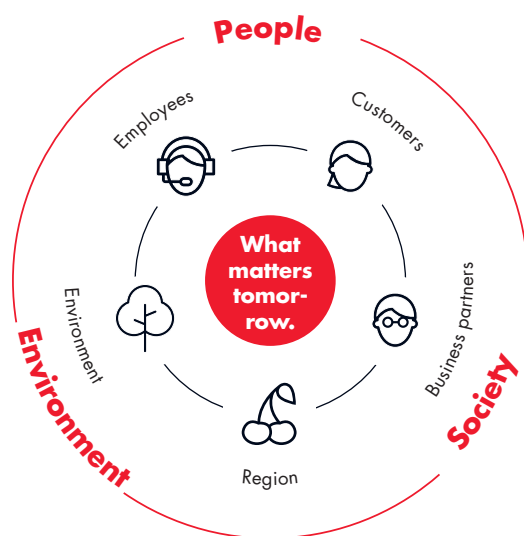 People
Employees
Customers
What
matters
tomor-
row.
Environment
Business partners
Environment
Society
Region